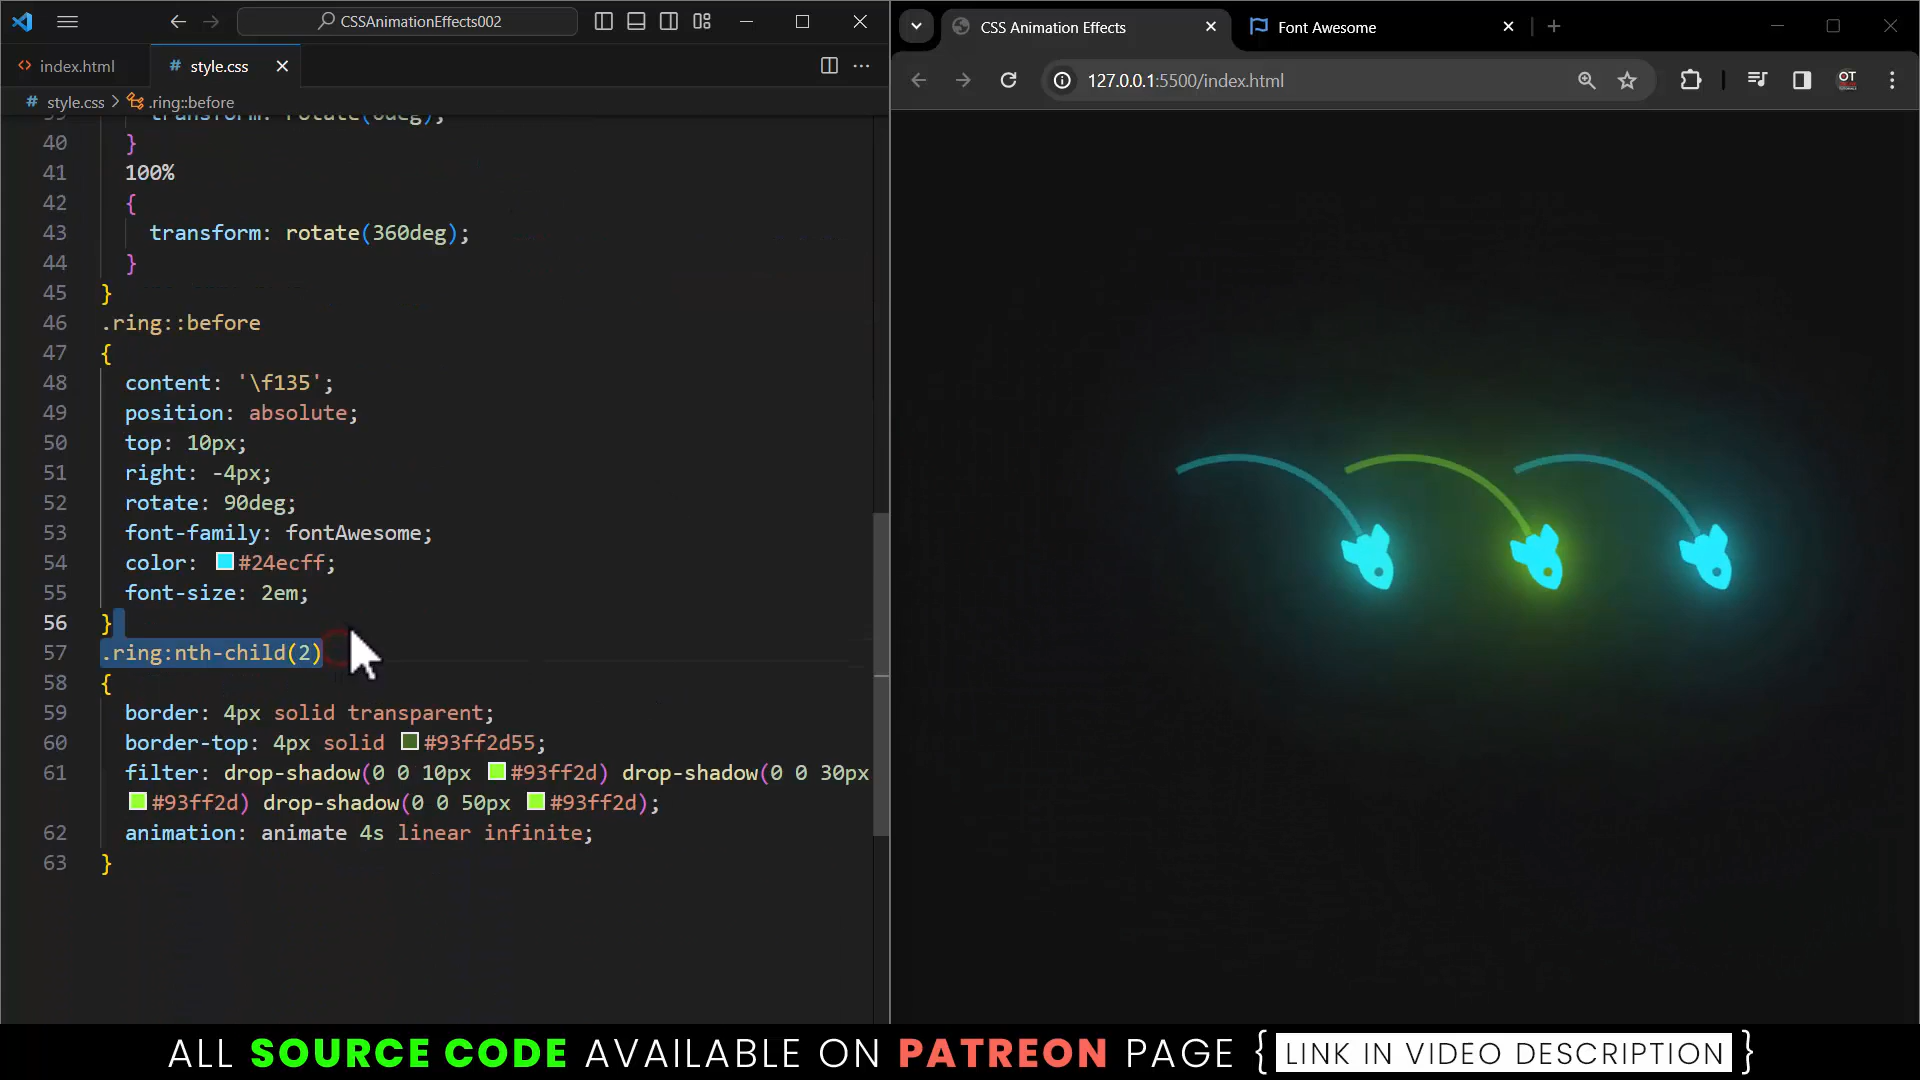 CSSAnimationEffects002
CSS Animation Effects
Font Awesome
index.html
# style.css
127.0.0.1:5500/index.html
OT
# style.css > .ring::before
39 transform: rotate(0deg);
40 }
41 100%
42 {
43 transform: rotate(360deg);
44 }
45 }
46 .ring::before
47 {
48 content: '\f135';
49 position: absolute;
50 top: 10px;
51 right: -4px;
52 rotate: 90deg;
53 font-family: fontAwesome;
54 color: #24ecff;
55 font-size: 2em;
56 }
57 .ring:nth-child(2)
58 {
59 border: 4px solid transparent;
60 border-top: 4px solid #93ff2d55;
61 filter: drop-shadow(0 0 10px #93ff2d) drop-shadow(0 0 30px
#93ff2d) drop-shadow(0 0 50px #93ff2d);
62 animation: animate 4s linear infinite;
63 }
ALL SOURCE CODE AVAILABLE ON PATREON PAGE { LINK IN VIDEO DESCRIPTION }